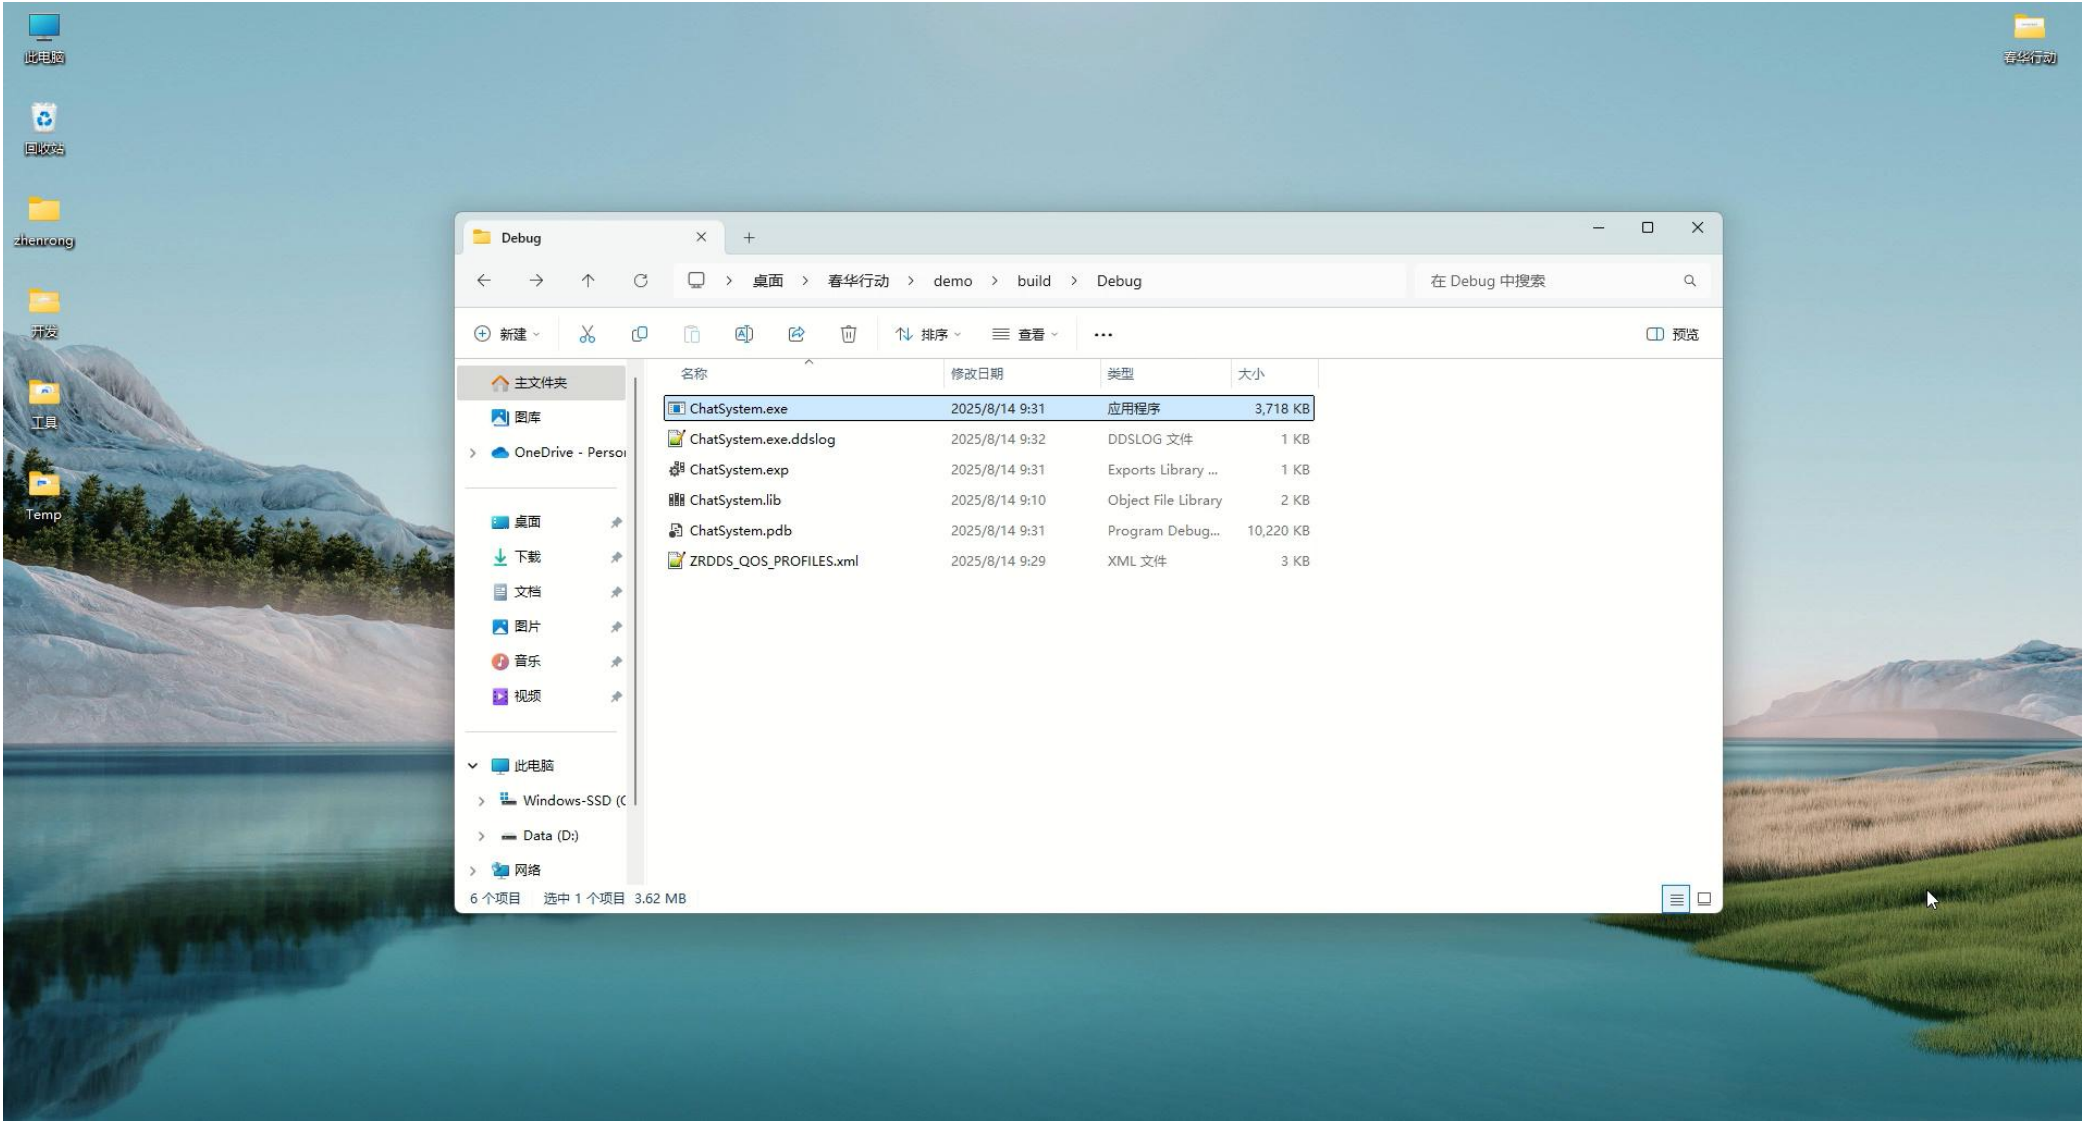 此电脑
回收站
zhenrong
开发
工具
Temp
春华行动
Debug
桌面 > 春华行动 > demo > build > Debug
在 Debug 中搜索
新建
排序
查看
预览
主文件夹
图库
OneDrive - Person
桌面
下载
文档
图片
音乐
视频
此电脑
Windows-SSD (C
Data (D:)
网络
名称 修改日期 类型 大小
ChatSystem.exe 2025/8/14 9:31 应用程序 3,718 KB
ChatSystem.exe.ddslog 2025/8/14 9:32 DDSLOG 文件 1 KB
ChatSystem.exp 2025/8/14 9:31 Exports Library ... 1 KB
ChatSystem.lib 2025/8/14 9:10 Object File Library 2 KB
ChatSystem.pdb 2025/8/14 9:31 Program Debug... 10,220 KB
ZRDDS_QOS_PROFILES.xml 2025/8/14 9:29 XML 文件 3 KB
6 个项目 选中 1 个项目 3.62 MB